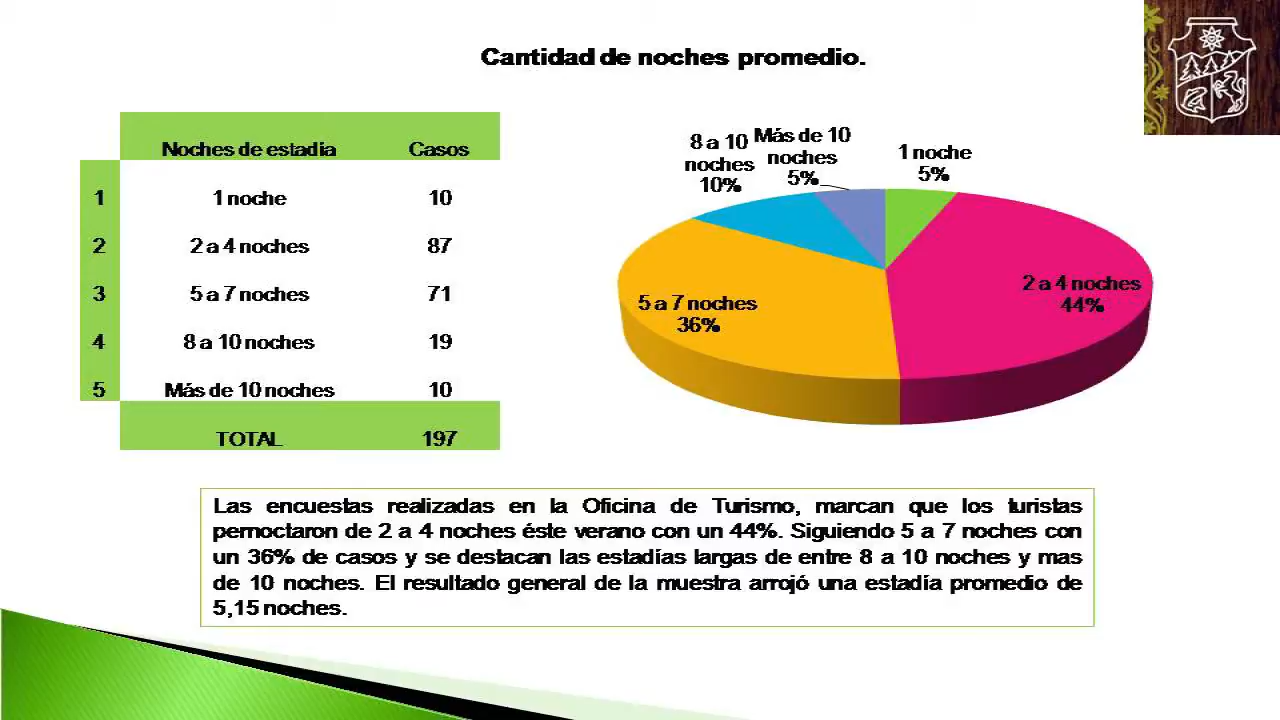 Cantidad de noches promedio.
Noches de estadia Casos
1 1 noche 10
2 2 a 4 noches 87
3 5 a 7 noches 71
4 8 a 10 noches 19
5 Más de 10 noches 10
TOTAL 197
8 a 10
noches
10%
Más de 10
noches
5%
1 noche
5%
2 a 4 noches
44%
5 a 7 noches
36%
Las encuestas realizadas en la Oficina de Turismo, marcan que los turistas
pernoctaron de 2 a 4 noches éste verano con un 44%. Siguiendo 5 a 7 noches con
un 36% de casos y se destacan las estadías largas de entre 8 a 10 noches y mas
de 10 noches. El resultado general de la muestra arrojó una estadía promedio de
5,15 noches.